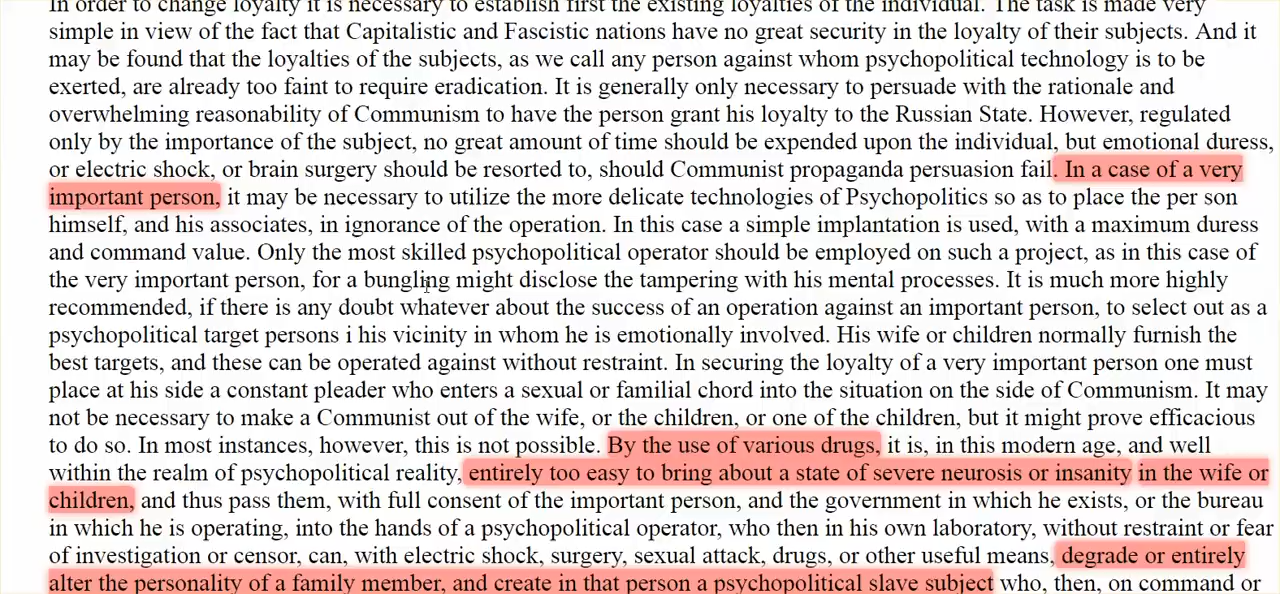 In order to change loyalty it is necessary to establish first the existing loyalties of the individual. The task is made very
simple in view of the fact that Capitalistic and Fascistic nations have no great security in the loyalty of their subjects. And it
may be found that the loyalties of the subjects, as we call any person against whom psychopolitical technology is to be
exerted, are already too faint to require eradication. It is generally only necessary to persuade with the rationale and
overwhelming reasonability of Communism to have the person grant his loyalty to the Russian State. However, regulated
only by the importance of the subject, no great amount of time should be expended upon the individual, but emotional duress,
or electric shock, or brain surgery should be resorted to, should Communist propaganda persuasion fail. In a case of a very
important person, it may be necessary to utilize the more delicate technologies of Psychopolitics so as to place the per son
himself, and his associates, in ignorance of the operation. In this case a simple implantation is used, with a maximum duress
and command value. Only the most skilled psychopolitical operator should be employed on such a project, as in this case of
the very important person, for a bungling might disclose the tampering with his mental processes. It is much more highly
recommended, if there is any doubt whatever about the success of an operation against an important person, to select out as a
psychopolitical target persons i his vicinity in whom he is emotionally involved. His wife or children normally furnish the
best targets, and these can be operated against without restraint. In securing the loyalty of a very important person one must
place at his side a constant pleader who enters a sexual or familial chord into the situation on the side of Communism. It may
not be necessary to make a Communist out of the wife, or the children, or one of the children, but it might prove efficacious
to do so. In most instances, however, this is not possible. By the use of various drugs, it is, in this modern age, and well
within the realm of psychopolitical reality, entirely too easy to bring about a state of severe neurosis or insanity in the wife or
children, and thus pass them, with full consent of the important person, and the government in which he exists, or the bureau
in which he is operating, into the hands of a psychopolitical operator, who then in his own laboratory, without restraint or fear
of investigation or censor, can, with electric shock, surgery, sexual attack, drugs, or other useful means, degrade or entirely
alter the personality of a family member, and create in that person a psychopolitical slave subject who, then, on command or